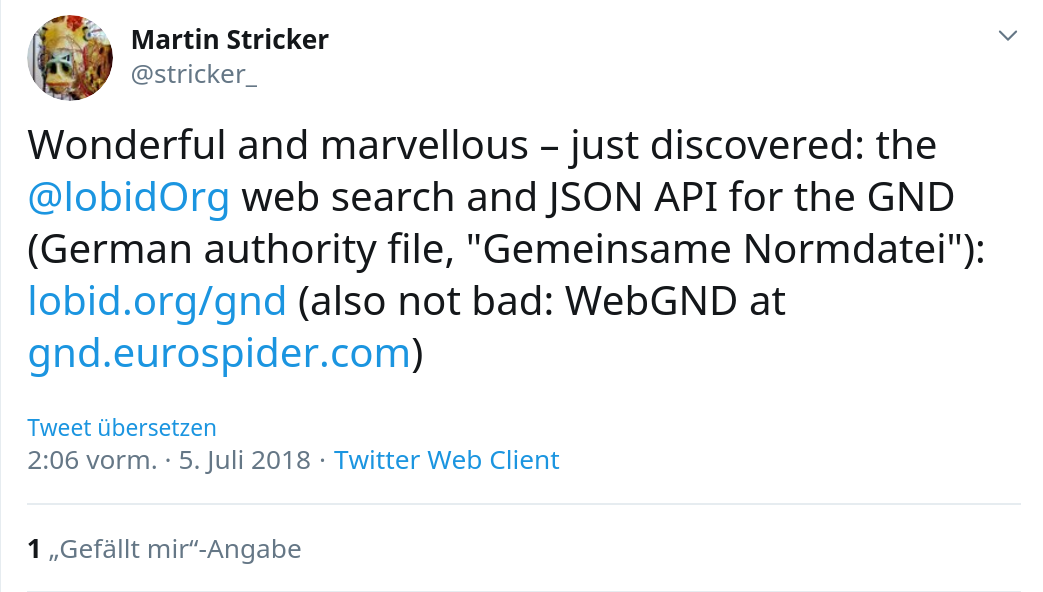 Martin Stricker
@stricker_
Wonderful and marvellous – just discovered: the
@lobidOrg web search and JSON API for the GND
(German authority file, "Gemeinsame Normdatei"):
lobid.org/gnd (also not bad: WebGND at
gnd.eurospider.com)
Tweet übersetzen
2:06 vorm. · 5. Juli 2018 · Twitter Web Client
1 „Gefällt mir“-Angabe